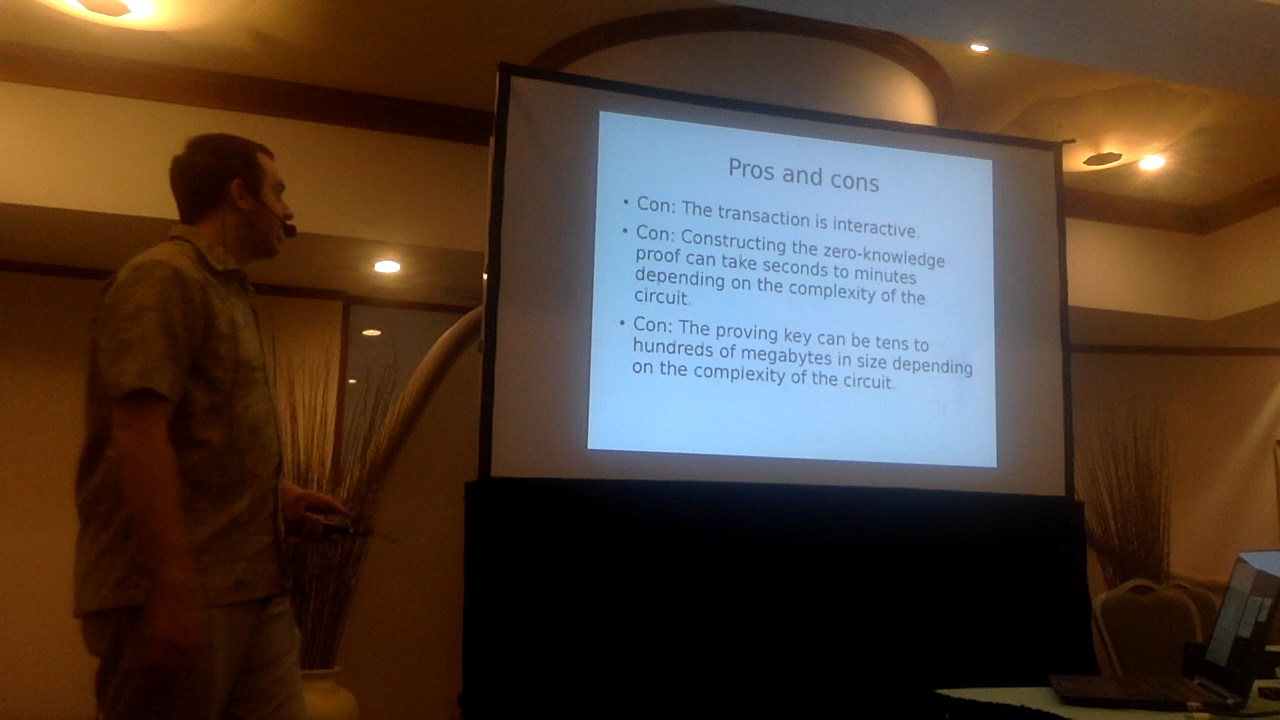 Pros and cons
• Con: The transaction is interactive.
• Con: Constructing the zero-knowledge
proof can take seconds to minutes
depending on the complexity of the
circuit.
• Con: The proving key can be tens to
hundreds of megabytes in size depending
on the complexity of the circuit.